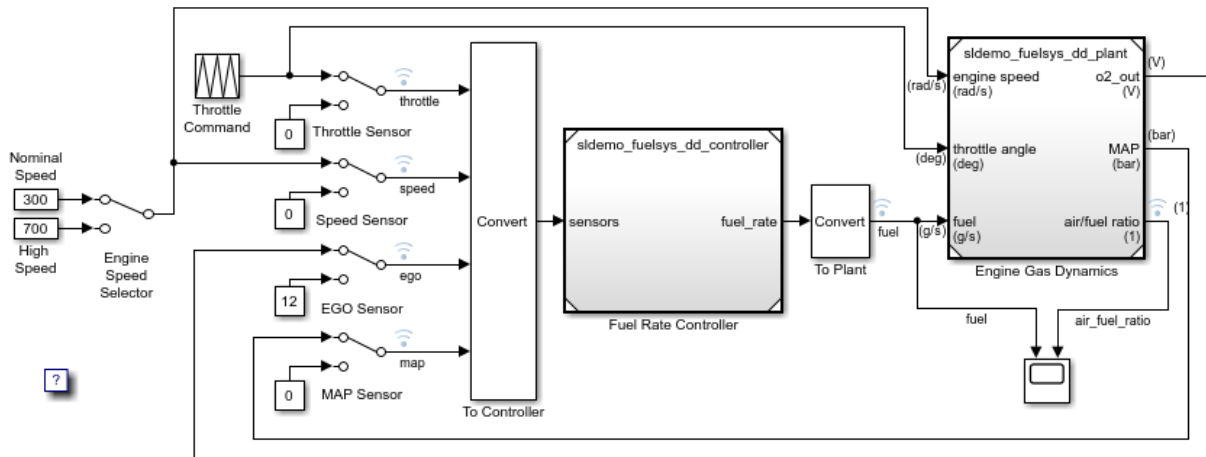 sldemo_fuelsys_dd_plant
engine speed
(rad/s)
(rad/s)
o2_out
(V)
(V)
throttle
Throttle
Command
0
Throttle Sensor
throttle angle
(deg)
(deg)
MAP
(bar)
(bar)
sldemo_fuelsys_dd_controller
Nominal
Speed
300
700
High
Speed
Engine
Speed
Selector
speed
0
Speed Sensor
Convert
sensors
fuel_rate
Convert
To Plant
fuel
fuel
(g/s)
(g/s)
air/fuel ratio
(1)
(1)
Engine Gas Dynamics
ego
12
EGO Sensor
Fuel Rate Controller
fuel
air_fuel_ratio
map
0
MAP Sensor
To Controller
?